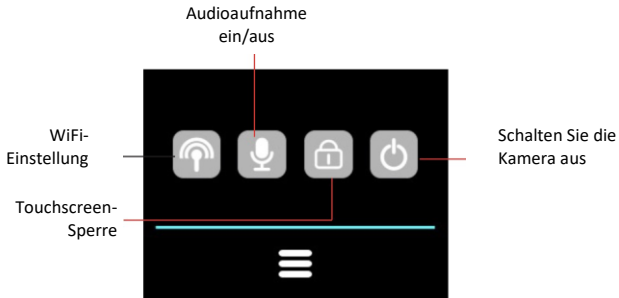 Audioaufnahme
ein/aus
WiFi-
Einstellung
Schalten Sie die
Kamera aus
Touchscreen-
Sperre